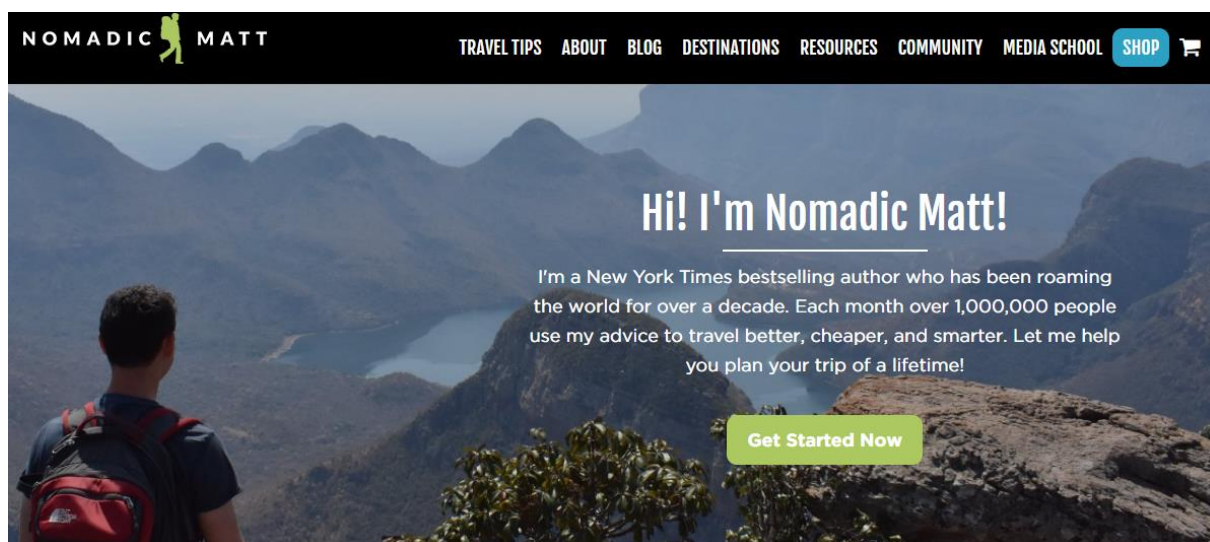 NOMADIC MATT
TRAVEL TIPS ABOUT BLOG DESTINATIONS RESOURCES COMMUNITY MEDIA SCHOOL SHOP
Hi! I'm Nomadic Matt!
I'm a New York Times bestselling author who has been roaming
the world for over a decade. Each month over 1,000,000 people
use my advice to travel better, cheaper, and smarter. Let me help
you plan your trip of a lifetime!
Get Started Now